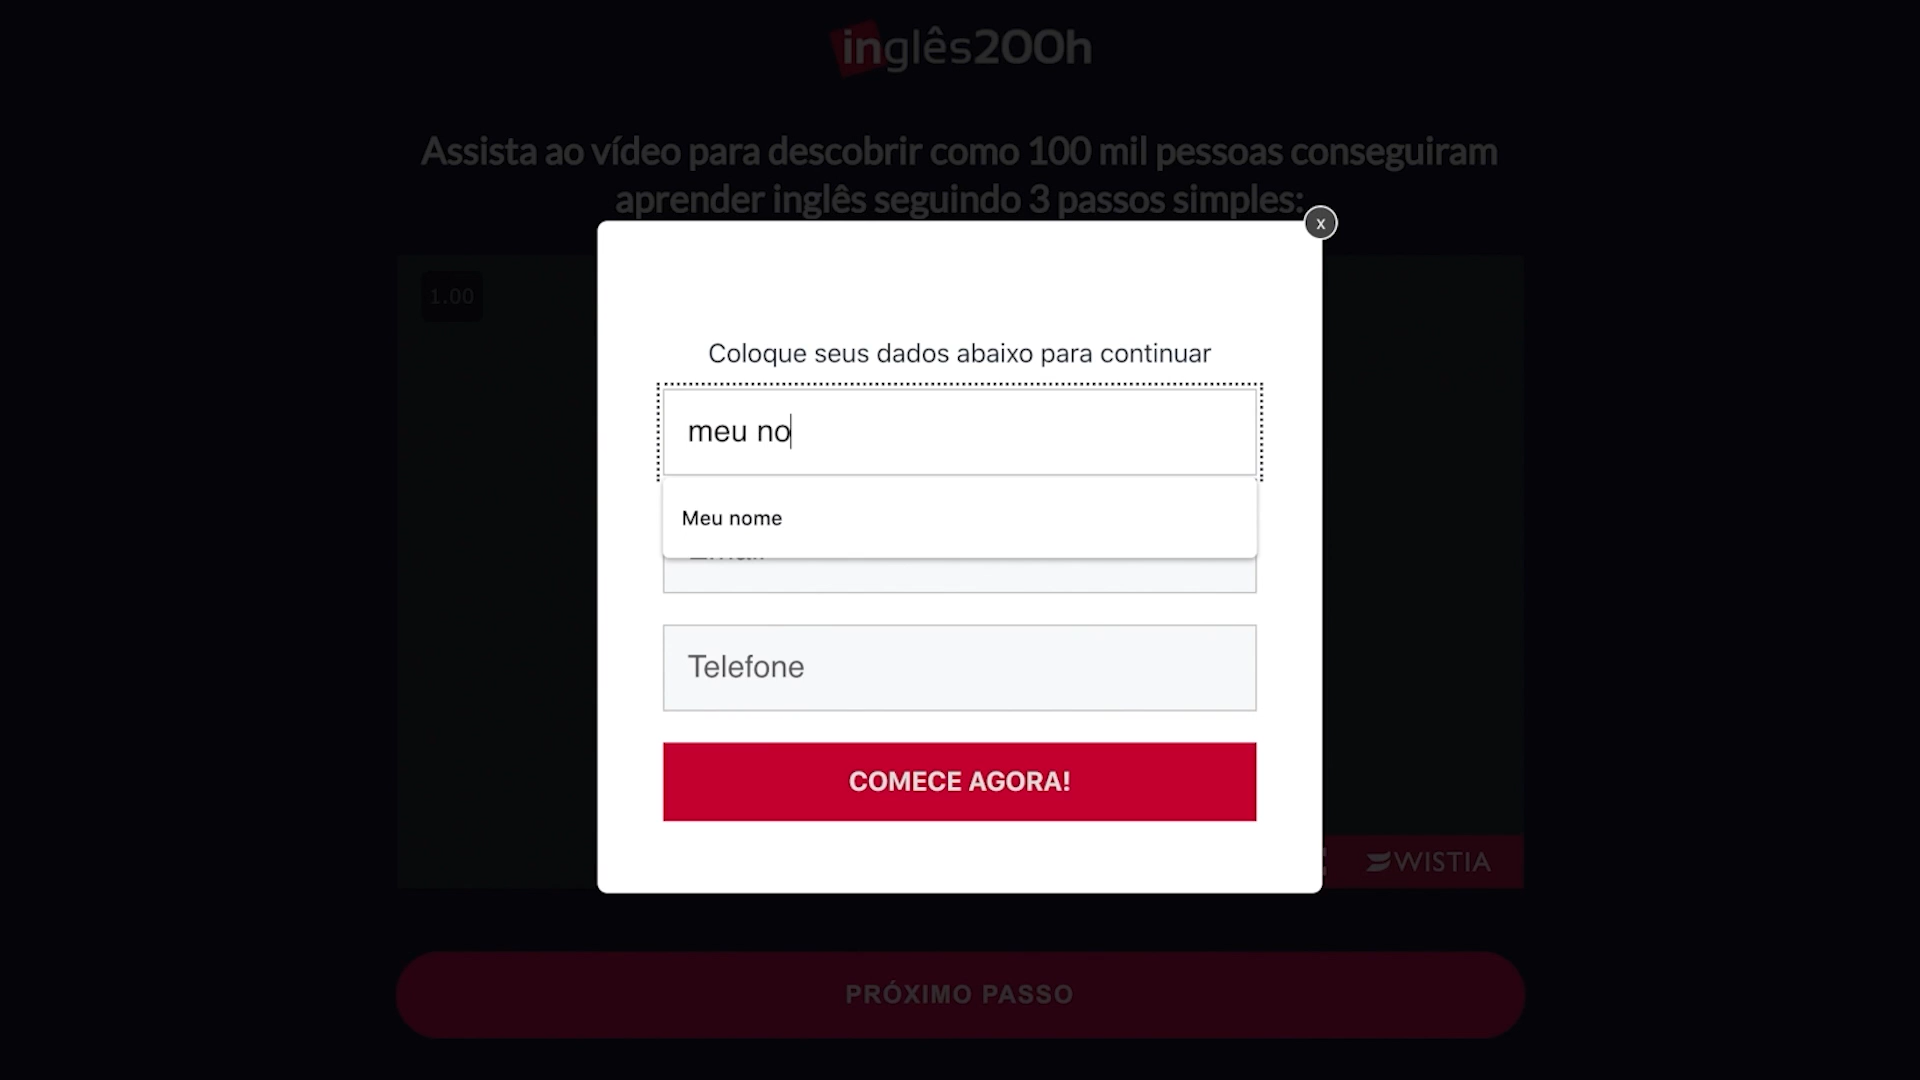 inglês200h
Assista ao vídeo para descobrir como 100 mil pessoas conseguiram
aprender inglês seguindo 3 passos simples:
x
1.00
Coloque seus dados abaixo para continuar
meu no
Meu nome
Telefone
COMECE AGORA!
WISTIA
PRÓXIMO PASSO